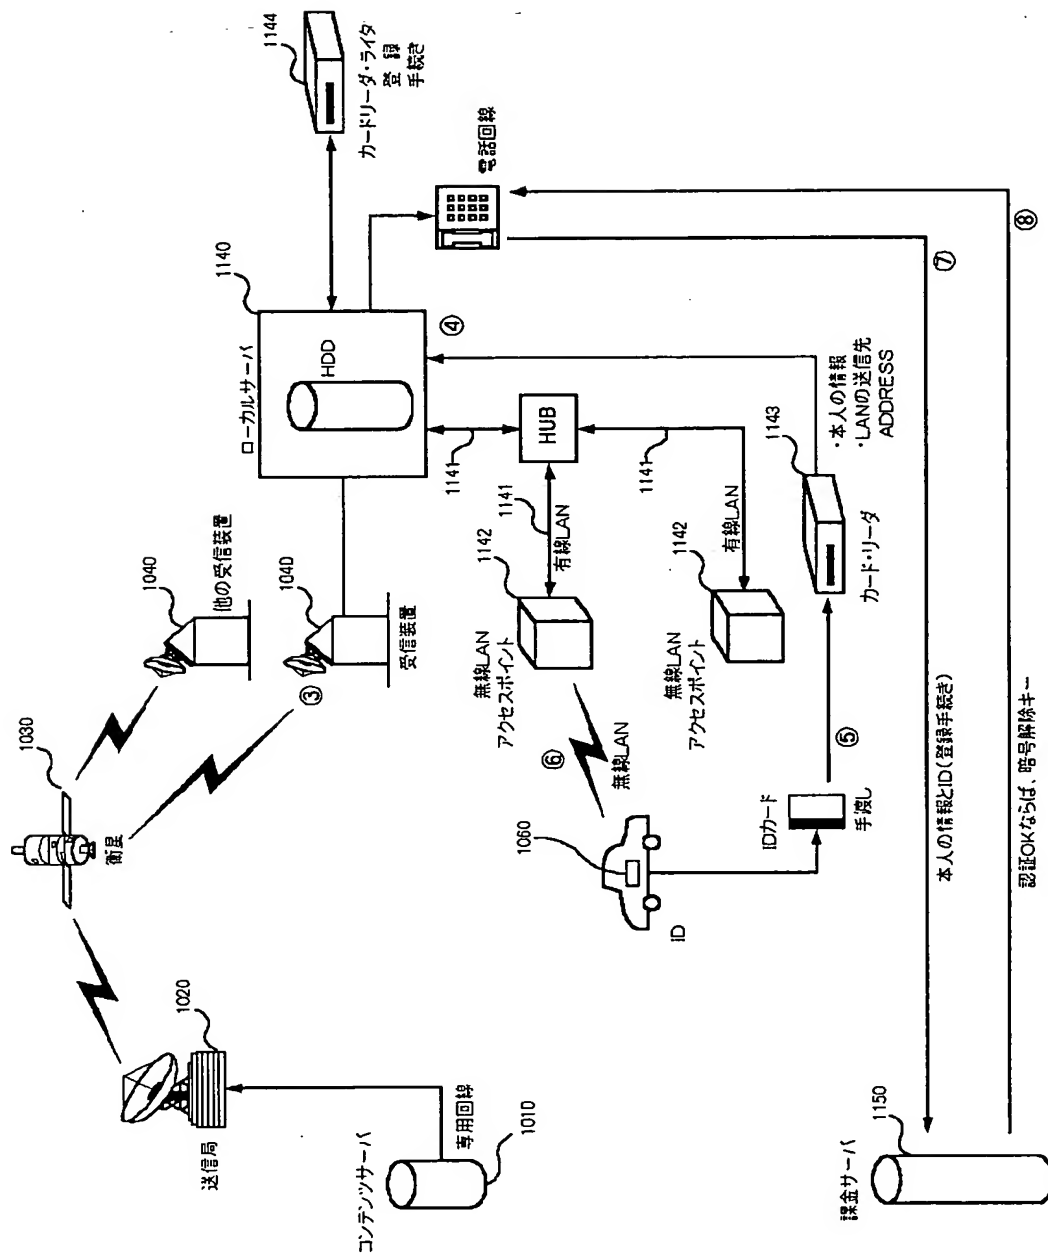 コンテンツサーバ
1010
専用回線
送信局
1020
1030
衛星
③
1040
他の受信装置
1040
受信装置
ローカルサーバ
1140
HDD
④
1144
カードリーダ・ライタ
登 録
手続き
電話回線
1141
HUB
1141
有線LAN
1141
有線LAN
1142
無線LAN
アクセスポイント
1142
無線LAN
アクセスポイント
⑥
無線LAN
1060
ID
IDカード
手渡し
⑤
1143
カード・リーダ
・本人の情報
・LANの送信先
ADDRESS
⑦
本人の情報とID(登録手続き)
⑧
認証OKならば、暗号解除キー
課金サーバ
1150